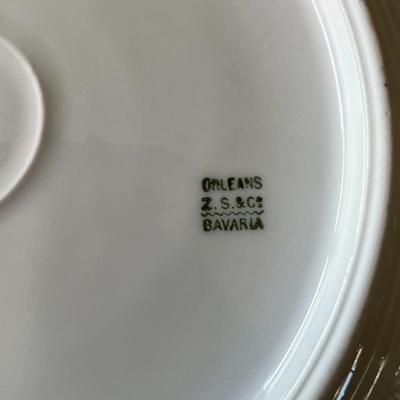 ORLEANS
Z. S. & Cº
BAVARIA